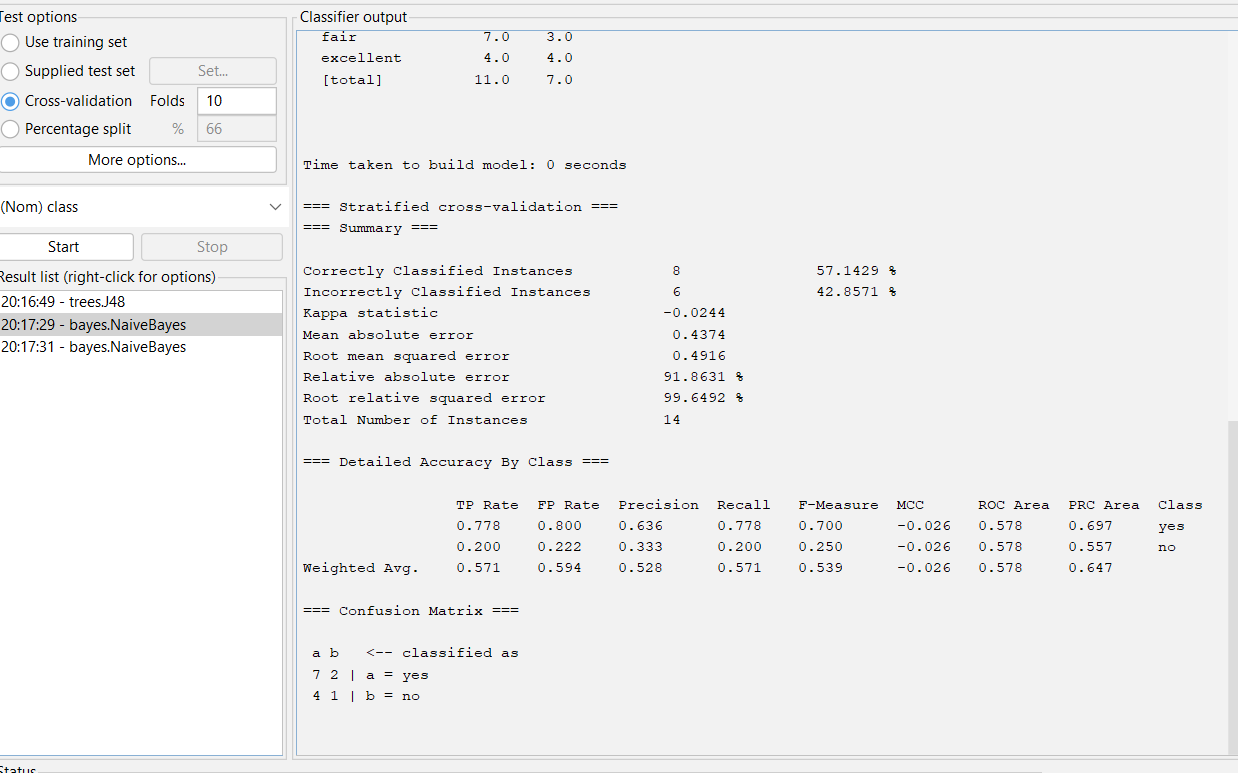 Test options
Use training set
Supplied test set Set...
Cross-validation Folds 10
Percentage split % 66
More options...
(Nom) class
Start Stop
Result list (right-click for options)
20:16:49 - trees.J48
20:17:29 - bayes.NaiveBayes
20:17:31 - bayes.NaiveBayes
Status
Classifier output
fair 7.0 3.0
excellent 4.0 4.0
[total] 11.0 7.0
Time taken to build model: 0 seconds
=== Stratified cross-validation ===
=== Summary ===
Correctly Classified Instances 8 57.1429 %
Incorrectly Classified Instances 6 42.8571 %
Kappa statistic -0.0244
Mean absolute error 0.4374
Root mean squared error 0.4916
Relative absolute error 91.8631 %
Root relative squared error 99.6492 %
Total Number of Instances 14
=== Detailed Accuracy By Class ===
TP Rate FP Rate Precision Recall F-Measure MCC ROC Area PRC Area Class
0.778 0.800 0.636 0.778 0.700 -0.026 0.578 0.697 yes
0.200 0.222 0.333 0.200 0.250 -0.026 0.578 0.557 no
Weighted Avg. 0.571 0.594 0.528 0.571 0.539 -0.026 0.578 0.647
=== Confusion Matrix ===
a b <-- classified as
7 2 | a = yes
4 1 | b = no